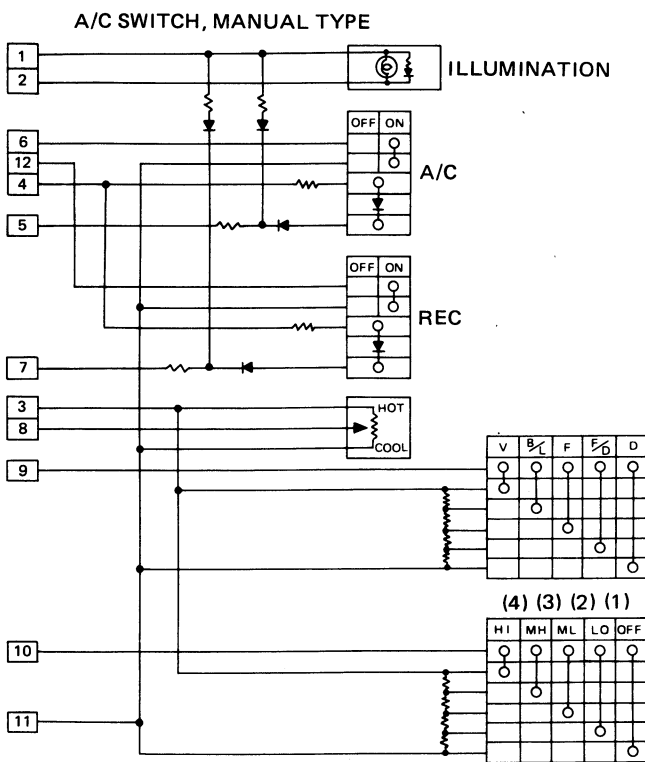 A/C SWITCH, MANUAL TYPE
1
2
ILLUMINATION
OFF ON
6
12
4
A/C
5
OFF ON
REC
7
3
HOT
8
COOL
9
V B/L F F/D D
(4) (3) (2) (1)
HI MH ML LO OFF
10
11